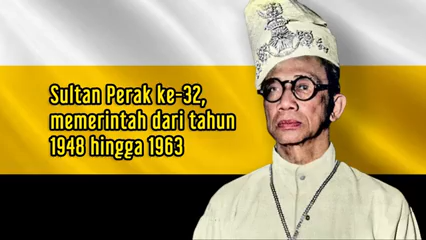 Sultan Perak ke-32,
memerintah dari tahun
1948 hingga 1963